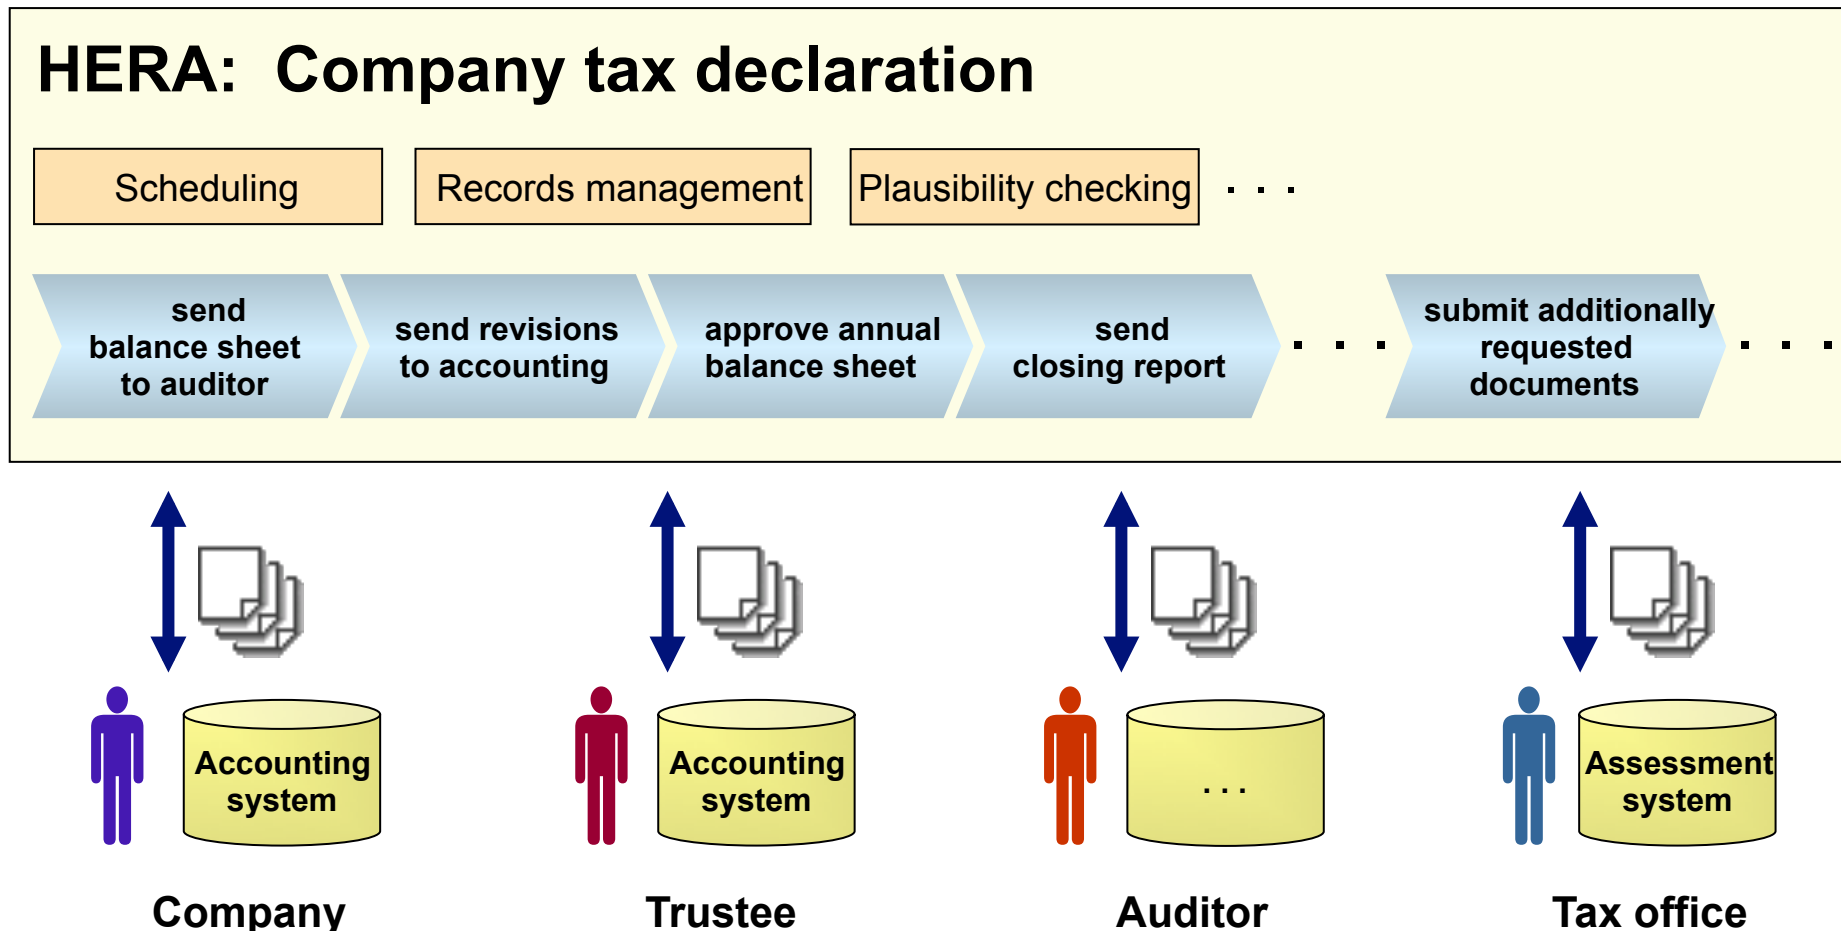 HERA:  Company tax declaration
Scheduling
Records management
Plausibility checking
. . .
send
balance sheet
to auditor
send revisions
to accounting
approve annual
balance sheet
send
closing report
. . .
submit additionally
requested
documents
. . .
Accounting
system
Accounting
system
. . .
Assessment
system
Company
Trustee
Auditor
Tax office